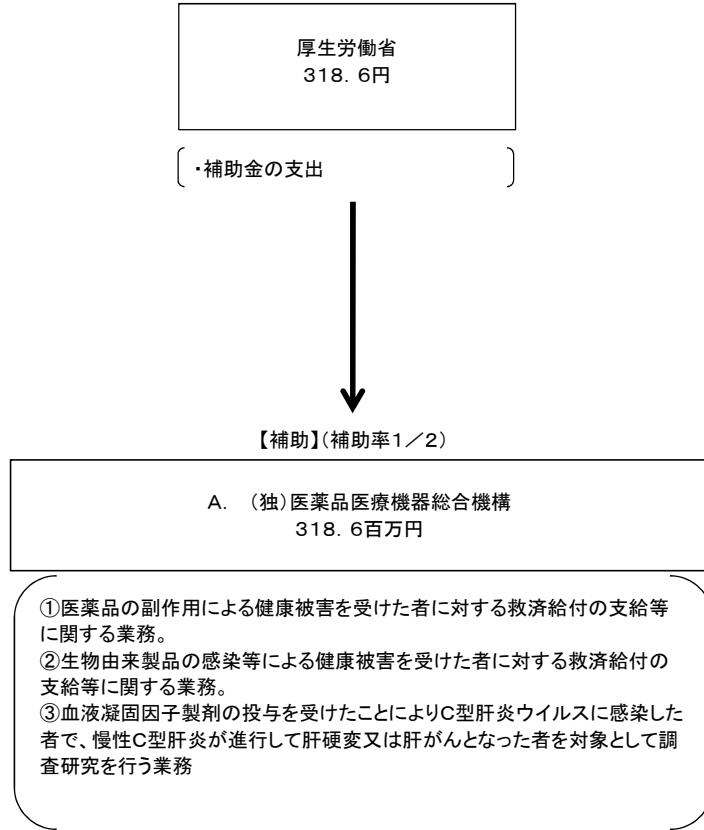 厚生労働省
318．6円
・補助金の支出
【補助】（補助率1／2）
A．　（独）医薬品医療機器総合機構
318．6百万円
①医薬品の副作用による健康被害を受けた者に対する救済給付の支給等
に関する業務。
②生物由来製品の感染等による健康被害を受けた者に対する救済給付の
支給等に関する業務。
③血液凝固因子製剤の投与を受けたことによりC型肝炎ウイルスに感染した
者で、慢性C型肝炎が進行して肝硬変又は肝がんとなった者を対象として調
査研究を行う業務